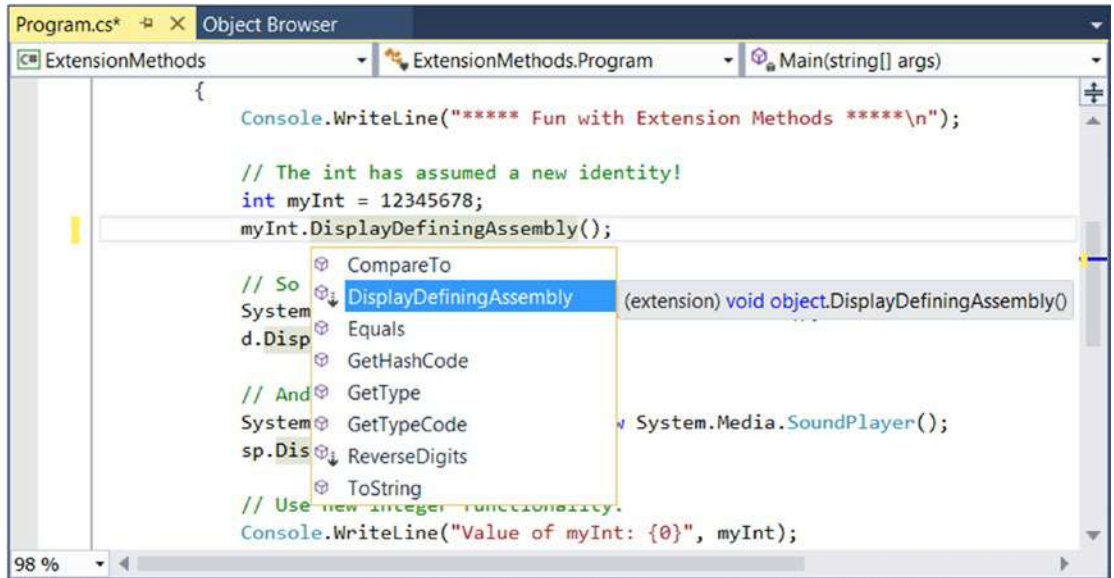 Program.cs* Object Browser
C# ExtensionMethods ExtensionMethods.Program Main(string[] args)
{
Console.WriteLine("***** Fun with Extension Methods *****\n");
// The int has assumed a new identity!
int myInt = 12345678;
myInt.DisplayDefiningAssembly();
CompareTo
// So
DisplayDefiningAssembly (extension) void object.DisplayDefiningAssembly()
System
Equals
d.Disp
GetHashCode
// And
GetType
System GetTypeCode System.Media.SoundPlayer();
sp.Dis ReverseDigits
ToString
// Use new integer functionality.
Console.WriteLine("Value of myInt: {0}", myInt);
98 %